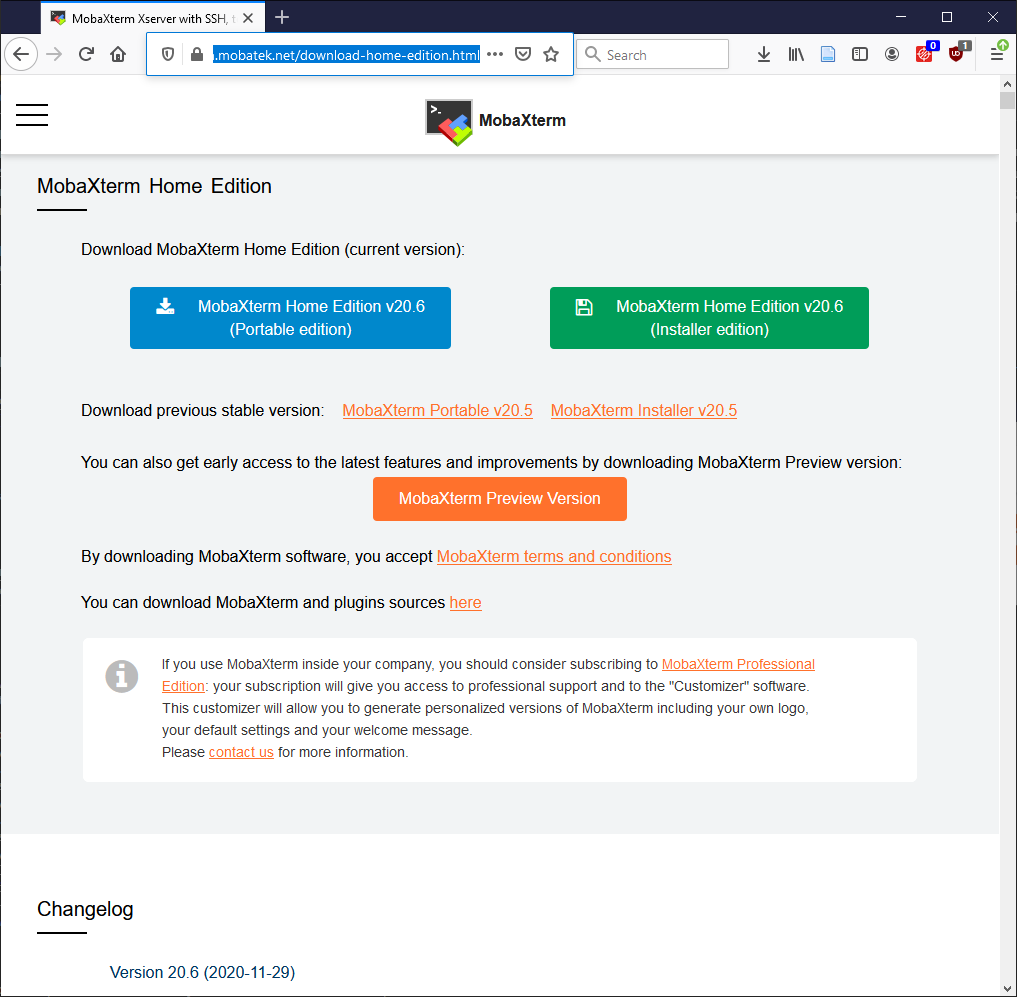 MobaXterm Xserver with SSH, t
.mobatek.net/download-home-edition.html
Search
0
1
>_
MobaXterm
MobaXterm Home Edition
Download MobaXterm Home Edition (current version):
MobaXterm Home Edition v20.6
(Portable edition)
MobaXterm Home Edition v20.6
(Installer edition)
Download previous stable version: MobaXterm Portable v20.5 MobaXterm Installer v20.5
You can also get early access to the latest features and improvements by downloading MobaXterm Preview version:
MobaXterm Preview Version
By downloading MobaXterm software, you accept MobaXterm terms and conditions
You can download MobaXterm and plugins sources here
If you use MobaXterm inside your company, you should consider subscribing to MobaXterm Professional
Edition: your subscription will give you access to professional support and to the "Customizer" software.
This customizer will allow you to generate personalized versions of MobaXterm including your own logo,
your default settings and your welcome message.
Please contact us for more information.
Changelog
Version 20.6 (2020-11-29)